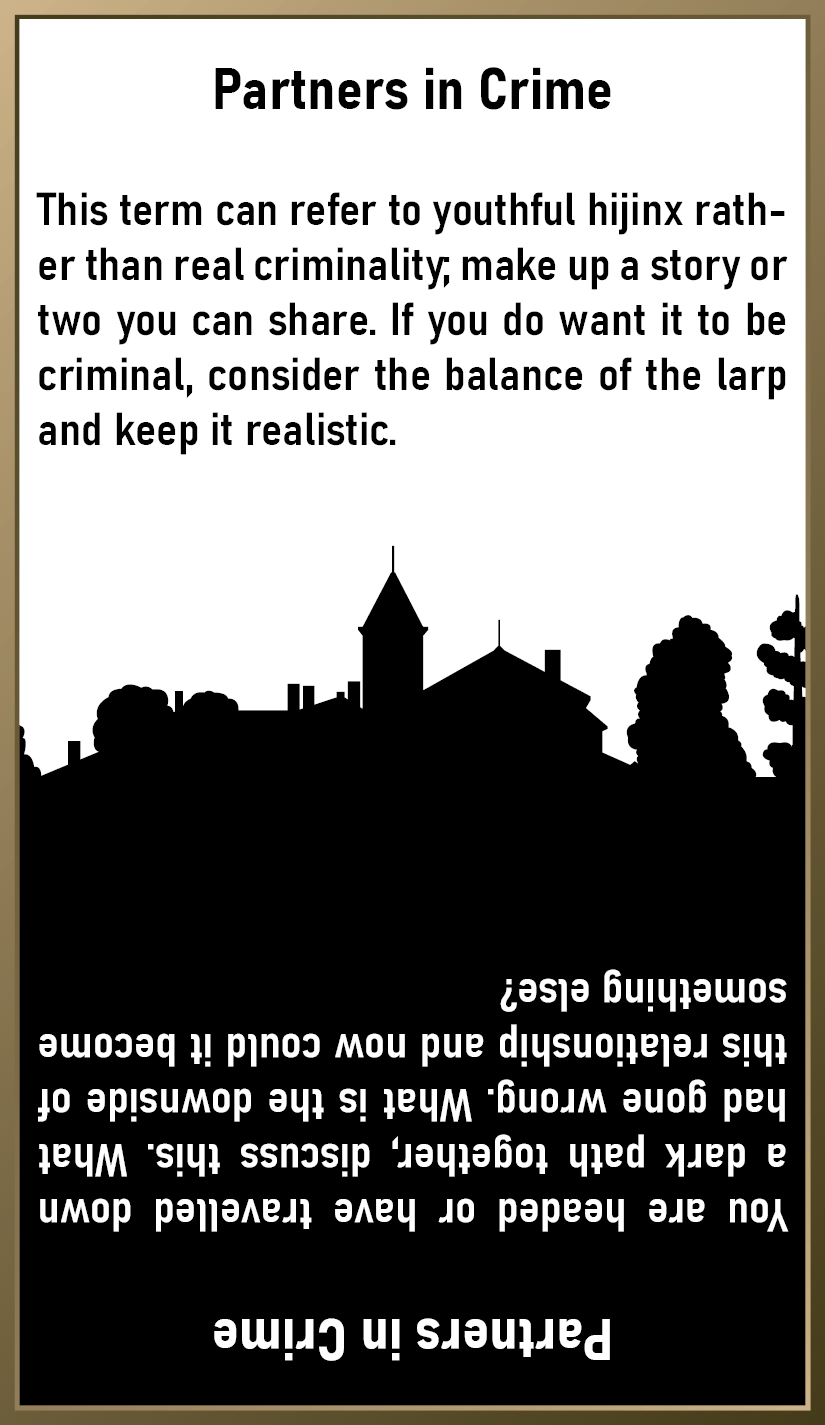 Partners in Crime
This term can refer to youthful hijinx rath-
er than real criminality; make up a story or
two you can share. If you do want it to be
criminal, consider the balance of the larp
and keep it realistic.
Partners in Crime
You are headed or have travelled down
a dark path together, discuss this. What
had gone wrong. What is the downside of
this relationship and now could it become
something else?